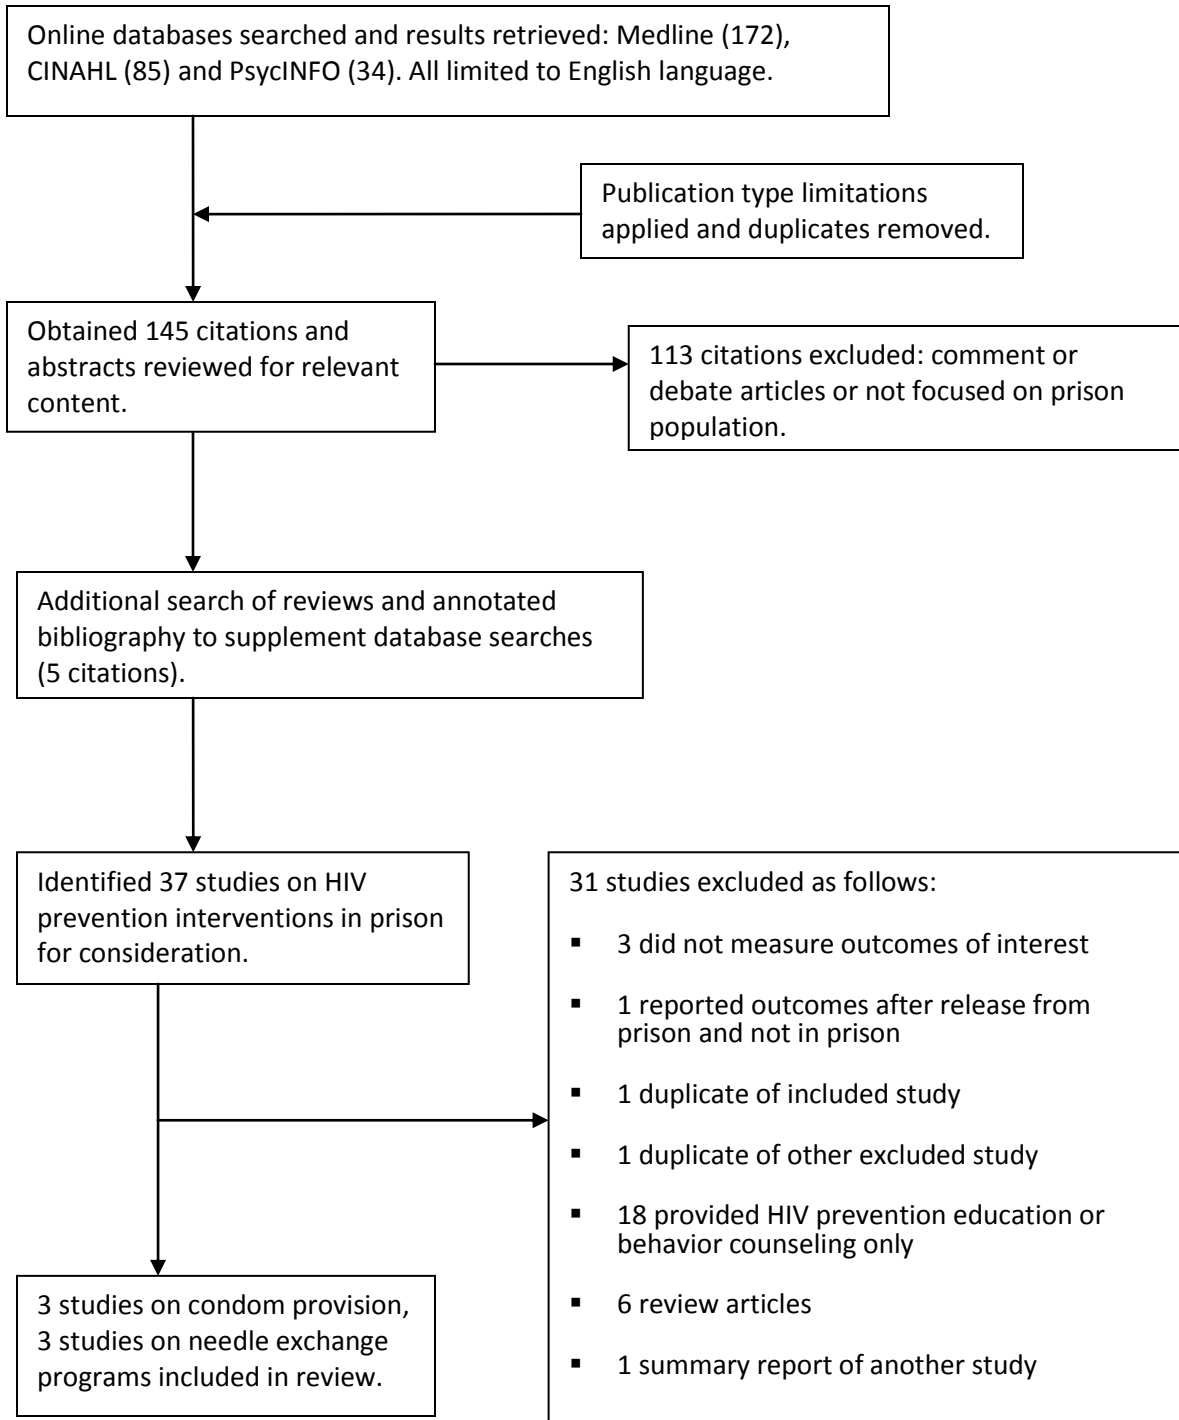 Online databases searched and results retrieved: Medline (172),
CINAHL (85) and PsycINFO (34). All limited to English language.
Publication type limitations
applied and duplicates removed.
Obtained 145 citations and
abstracts reviewed for relevant
content.
113 citations excluded: comment or
debate articles or not focused on prison
population.
Additional search of reviews and annotated
bibliography to supplement database searches
(5 citations).
Identified 37 studies on HIV
prevention interventions in prison
for consideration.
31 studies excluded as follows:
▪ 3 did not measure outcomes of interest
▪ 1 reported outcomes after release from
prison and not in prison
▪ 1 duplicate of included study
▪ 1 duplicate of other excluded study
▪ 18 provided HIV prevention education or
behavior counseling only
▪ 6 review articles
▪ 1 summary report of another study
3 studies on condom provision,
3 studies on needle exchange
programs included in review.